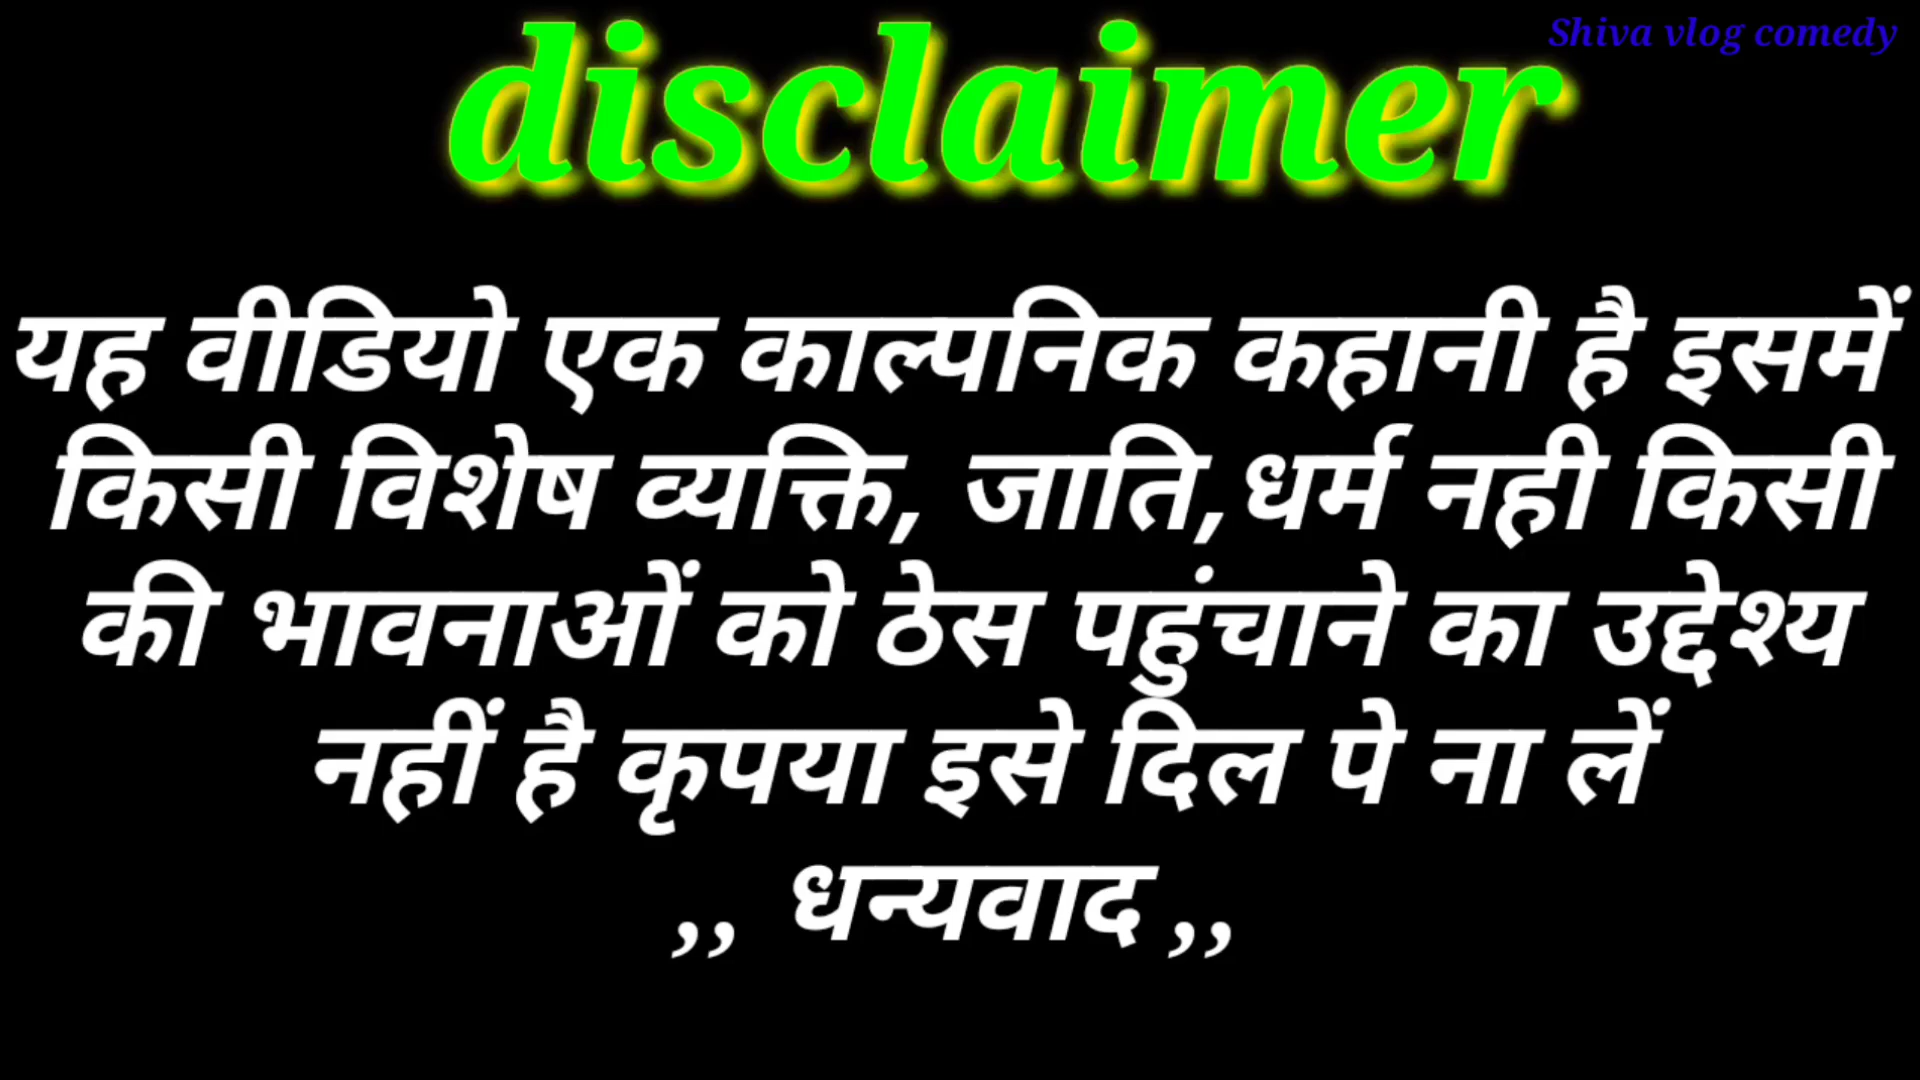 Shiva vlog comedy
disclaimer
यह वीडियो एक काल्पनिक कहानी है इसमें
किसी विशेष व्यक्ति, जाति,धर्म नही किसी
की भावनाओं को ठेस पहुंचाने का उद्देश्य
नहीं है कृपया इसे दिल पे ना लें
,, धन्यवाद ,,